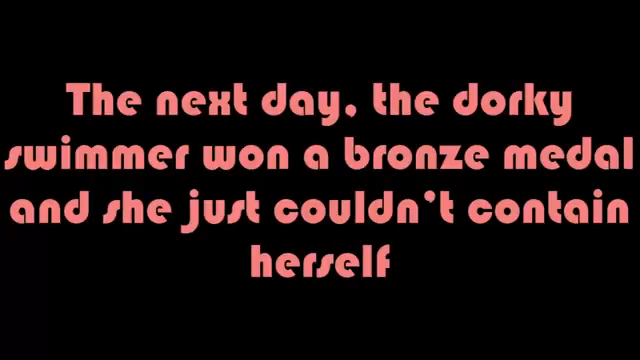 The next day, the dorky
swimmer won a bronze medal
and she just couldn't contain
herself